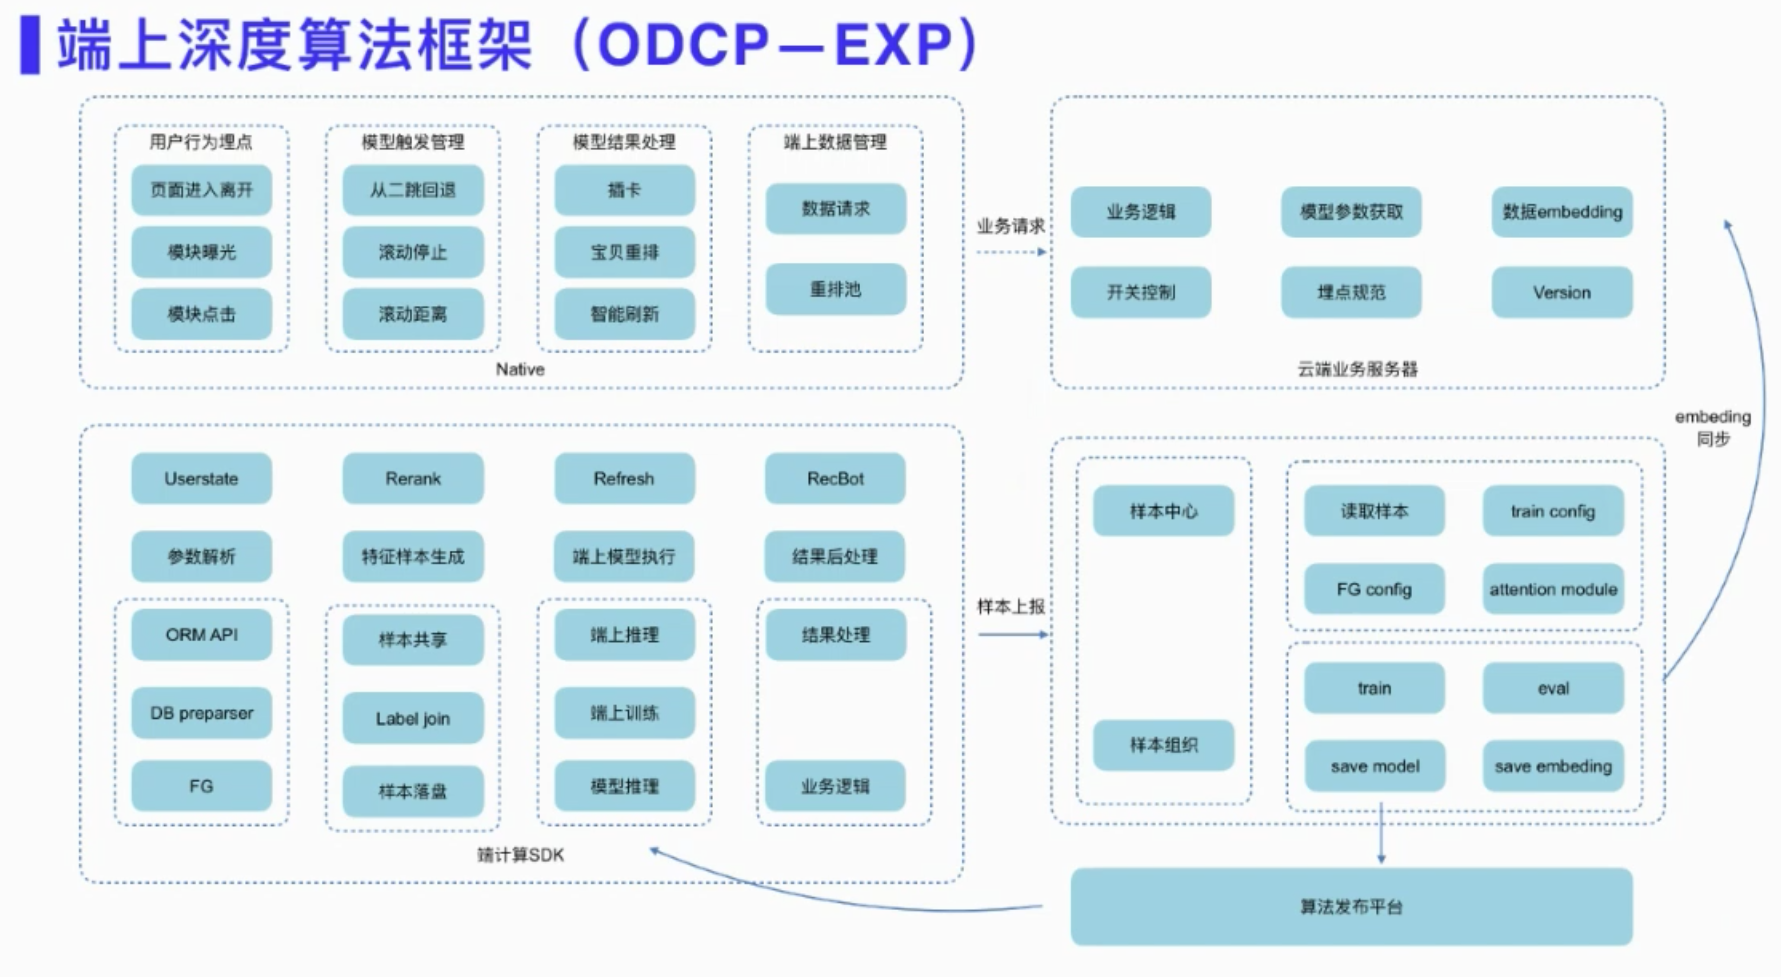 端上深度算法框架（ODCP—EXP）
用户行为埋点
页面进入离开
模块曝光
模块点击
模型触发管理
从二跳回退
滚动停止
滚动距离
模型结果处理
插卡
宝贝重排
智能刷新
端上数据管理
数据请求
重排池
Native
业务请求
业务逻辑
模型参数获取
数据embedding
开关控制
埋点规范
Version
云端业务服务器
embeding
同步
Userstate
Rerank
Refresh
RecBot
参数解析
特征样本生成
端上模型执行
结果后处理
ORM API
DB preparser
FG
样本共享
Label join
样本落盘
端上推理
端上训练
模型推理
结果处理
业务逻辑
端计算SDK
样本上报
样本中心
样本组织
读取样本
train config
FG config
attention module
train
eval
save model
save embeding
算法发布平台